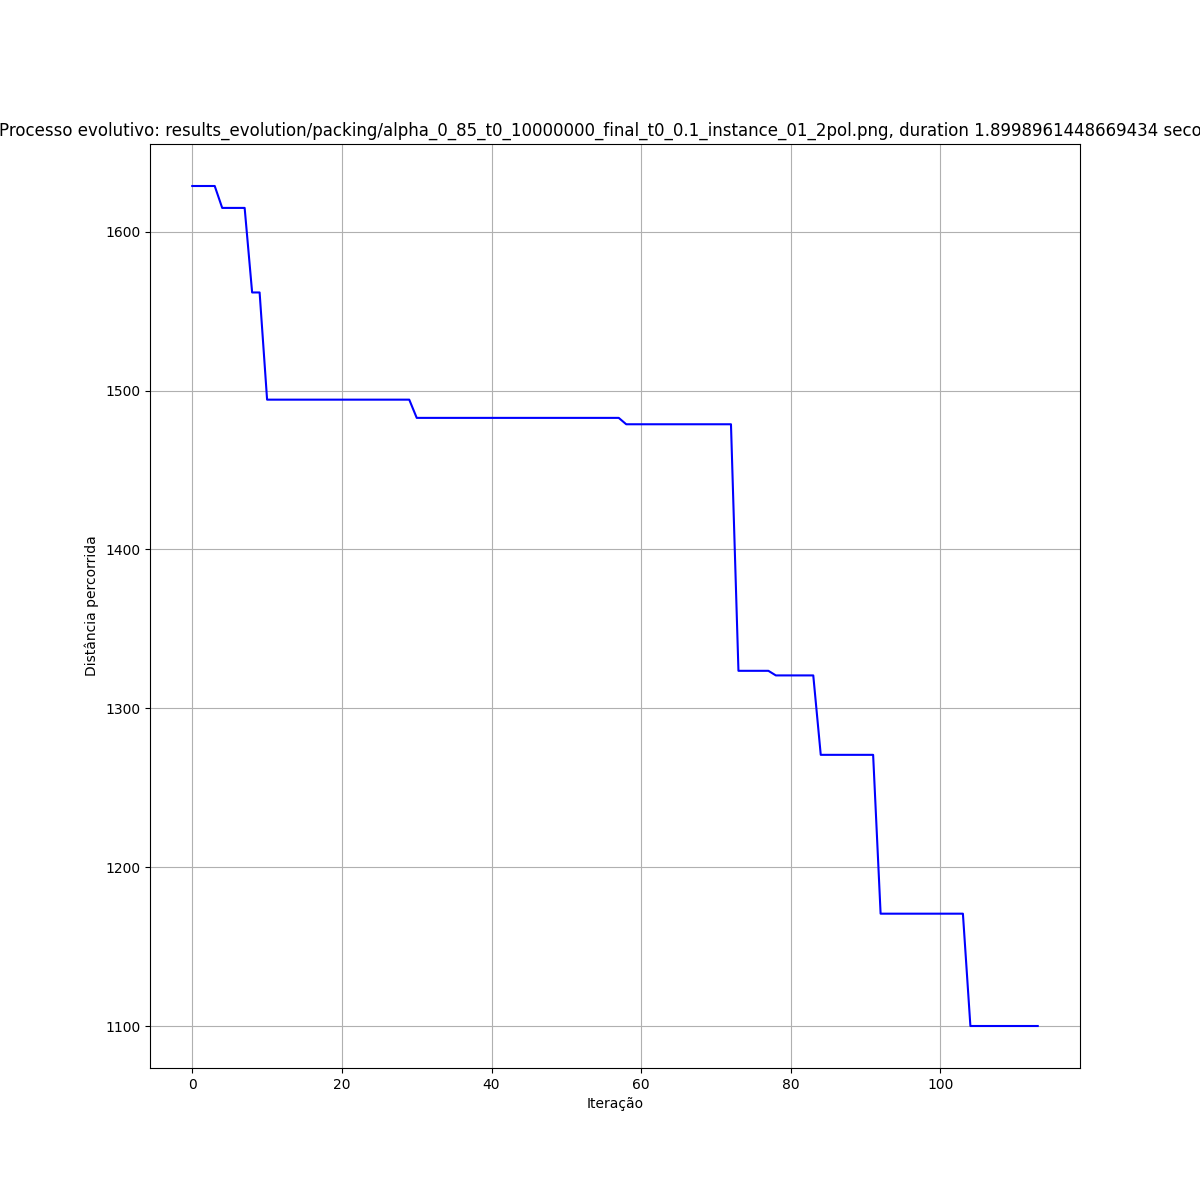 Processo evolutivo: results_evolution/packing/alpha_0_85_t0_10000000_final_t0_0.1_instance_01_2pol.png, duration 1.8998961448669434 seco
1600
1500
1400
1300
1200
1100
Distância percorrida
0 20 40 60 80 100
Iteração